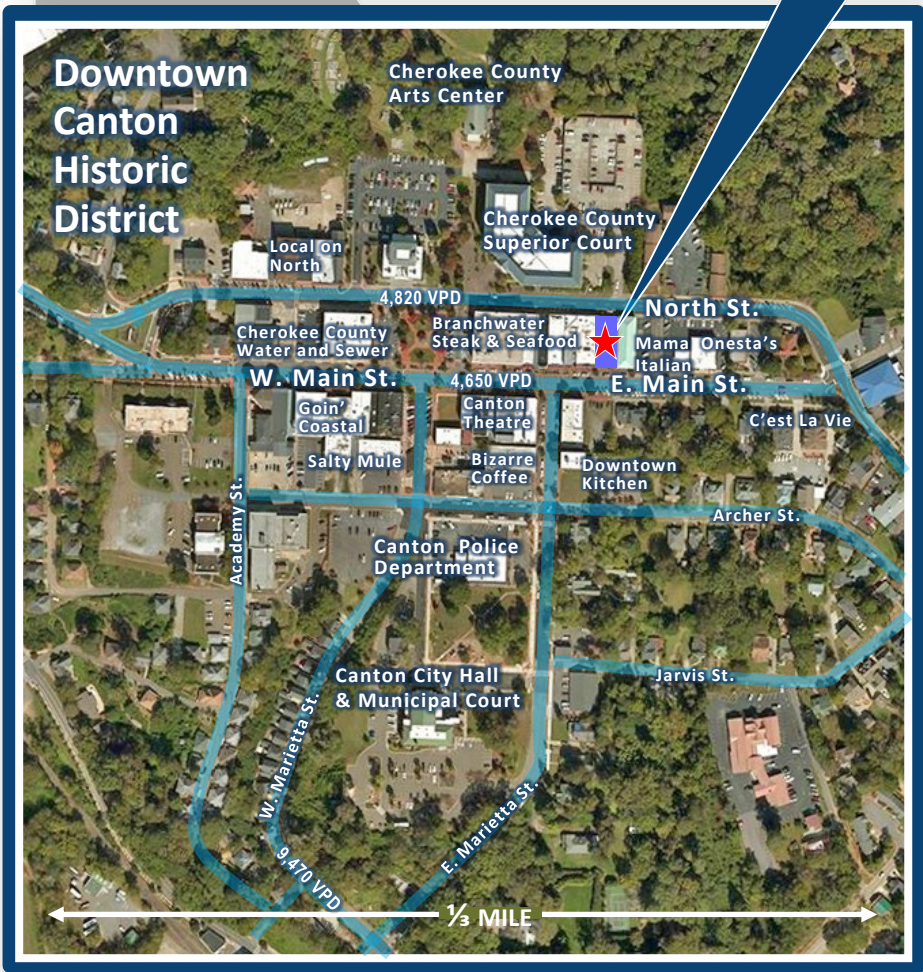 Downtown
Canton
Historic
District
Cherokee County
Arts Center
Cherokee County
Superior Court
Local on
North
4,820 VPD
North St.
Cherokee County
Water and Sewer
Branchwater
Steak & Seafood
Mama Onesta's
Italian
W. Main St.
4,650 VPD
E. Main St.
Goin'
Coastal
Canton
Theatre
C'est La Vie
Salty Mule
Bizarre
Coffee
Downtown
Kitchen
Academy St.
Archer St.
Canton Police
Department
Canton City Hall
& Municipal Court
Jarvis St.
W. Marietta St.
E. Marietta St.
9,470 VPD
⅓ MILE